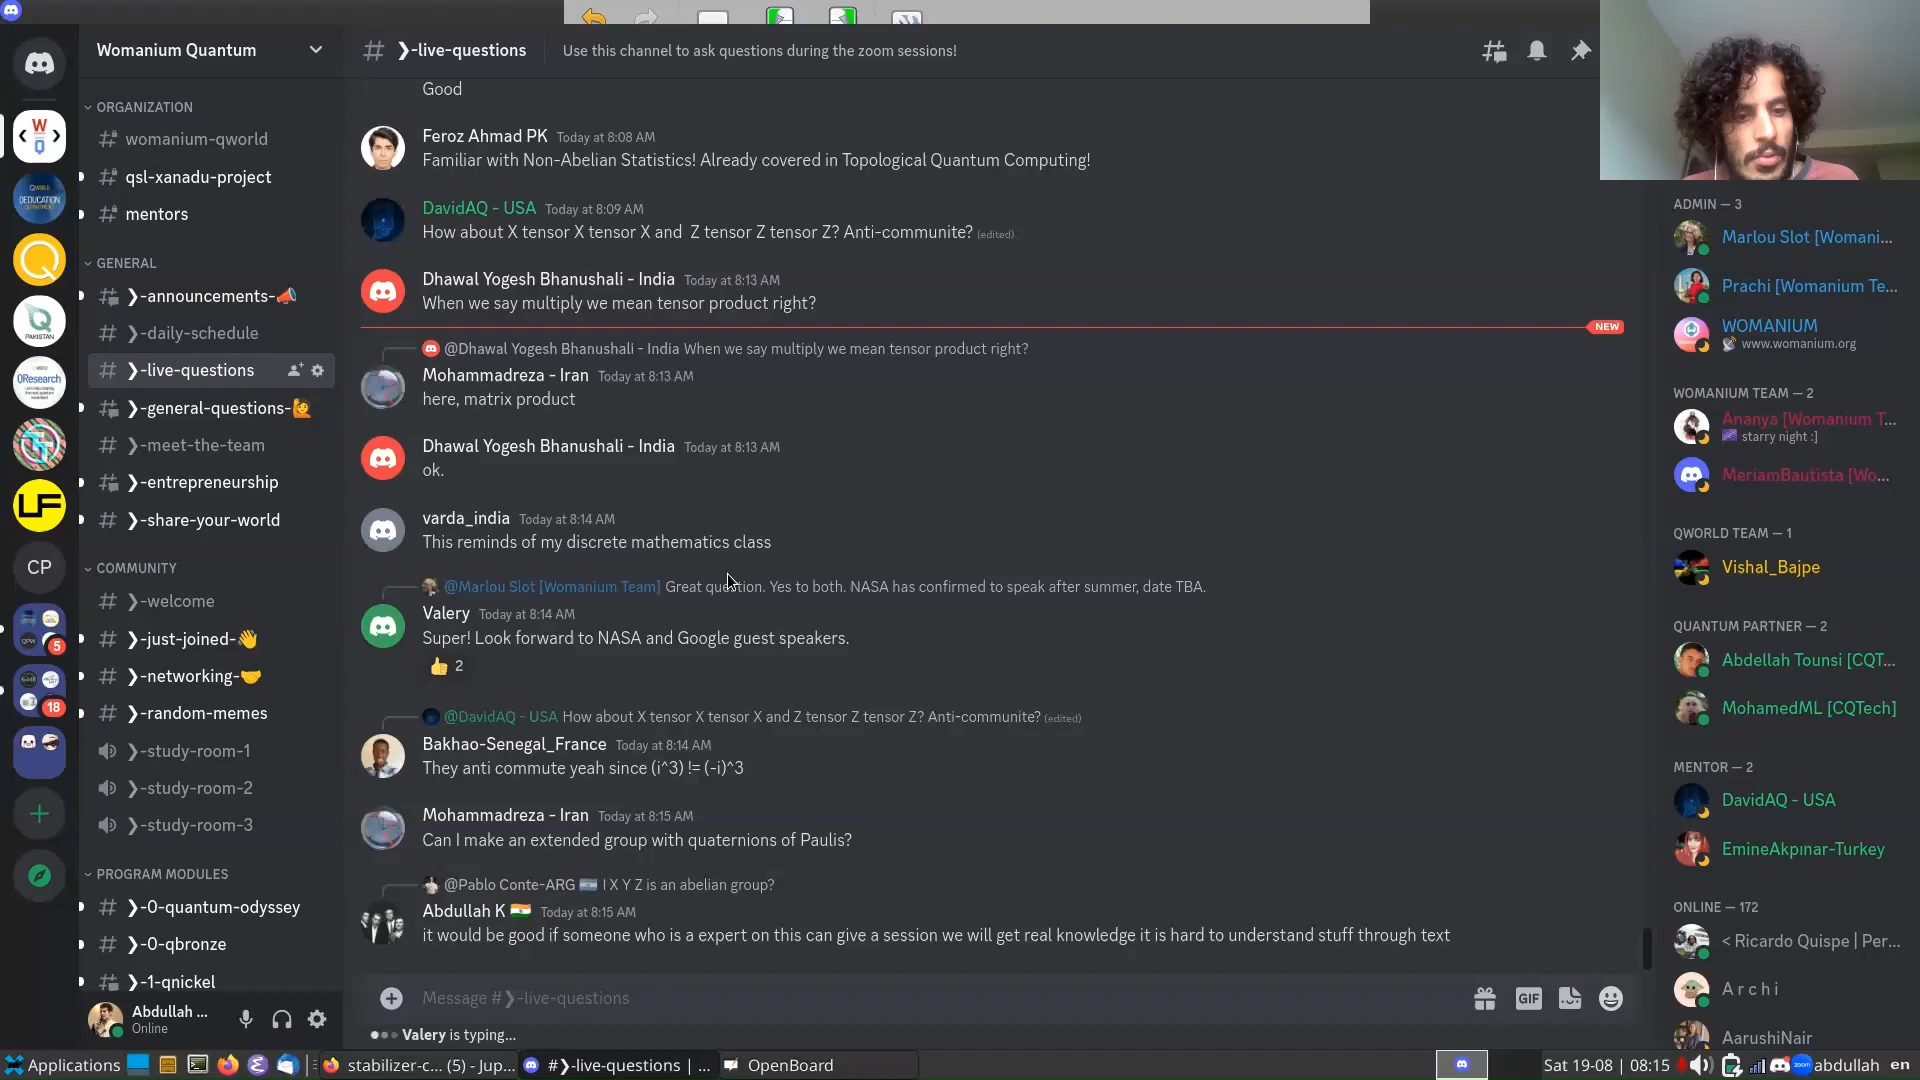 Womanium Quantum
❯-live-questions
Use this channel to ask questions during the zoom sessions!
ORGANIZATION
womanium-qworld
qsl-xanadu-project
mentors
GENERAL
❯-announcements-📣
❯-daily-schedule
❯-live-questions
❯-general-questions-🙋
❯-meet-the-team
❯-entrepreneurship
❯-share-your-world
COMMUNITY
❯-welcome
❯-just-joined-👋
❯-networking-🤝
❯-random-memes
❯-study-room-1
❯-study-room-2
❯-study-room-3
PROGRAM MODULES
❯-0-quantum-odyssey
❯-0-qbronze
❯-1-qnickel
Abdullah ...
Online
W
Q
LF
CP
5
18
Good
Feroz Ahmad PK Today at 8:08 AM
Familiar with Non-Abelian Statistics! Already covered in Topological Quantum Computing!
DavidAQ - USA Today at 8:09 AM
How about X tensor X tensor X and Z tensor Z tensor Z? Anti-communite? (edited)
Dhawal Yogesh Bhanushali - India Today at 8:13 AM
When we say multiply we mean tensor product right?
NEW
@Dhawal Yogesh Bhanushali - India When we say multiply we mean tensor product right?
Mohammadreza - Iran Today at 8:13 AM
here, matrix product
Dhawal Yogesh Bhanushali - India Today at 8:13 AM
ok.
varda_india Today at 8:14 AM
This reminds of my discrete mathematics class
@Marlou Slot [Womanium Team] Great question. Yes to both. NASA has confirmed to speak after summer, date TBA.
Valery Today at 8:14 AM
Super! Look forward to NASA and Google guest speakers.
👍 2
@DavidAQ - USA How about X tensor X tensor X and Z tensor Z tensor Z? Anti-communite? (edited)
Bakhao-Senegal_France Today at 8:14 AM
They anti commute yeah since (i^3) != (-i)^3
Mohammadreza - Iran Today at 8:15 AM
Can I make an extended group with quaternions of Paulis?
@Pablo Conte-ARG 🇦🇷 I X Y Z is an abelian group?
Abdullah K 🇮🇳 Today at 8:15 AM
it would be good if someone who is a expert on this can give a session we will get real knowledge it is hard to understand stuff through text
Message #❯-live-questions
GIF
Valery is typing...
ADMIN — 3
Marlou Slot [Womani...
Prachi [Womanium Te...
WOMANIUM
www.womanium.org
WOMANIUM TEAM — 2
Ananya [Womanium T...
starry night :]
MeriamBautista [Wo...
QWORLD TEAM — 1
Vishal_Bajpe
QUANTUM PARTNER — 2
Abdellah Tounsi [CQT...
MohamedML [CQTech]
MENTOR — 2
DavidAQ - USA
EmineAkpınar-Turkey
ONLINE — 172
< Ricardo Quispe | Per...
A r c h i
AarushiNair
Applications
stabilizer-c... (5) - Jup...
#❯-live-questions | ...
OpenBoard
Sat 19-08 | 08:15
abdullah
en